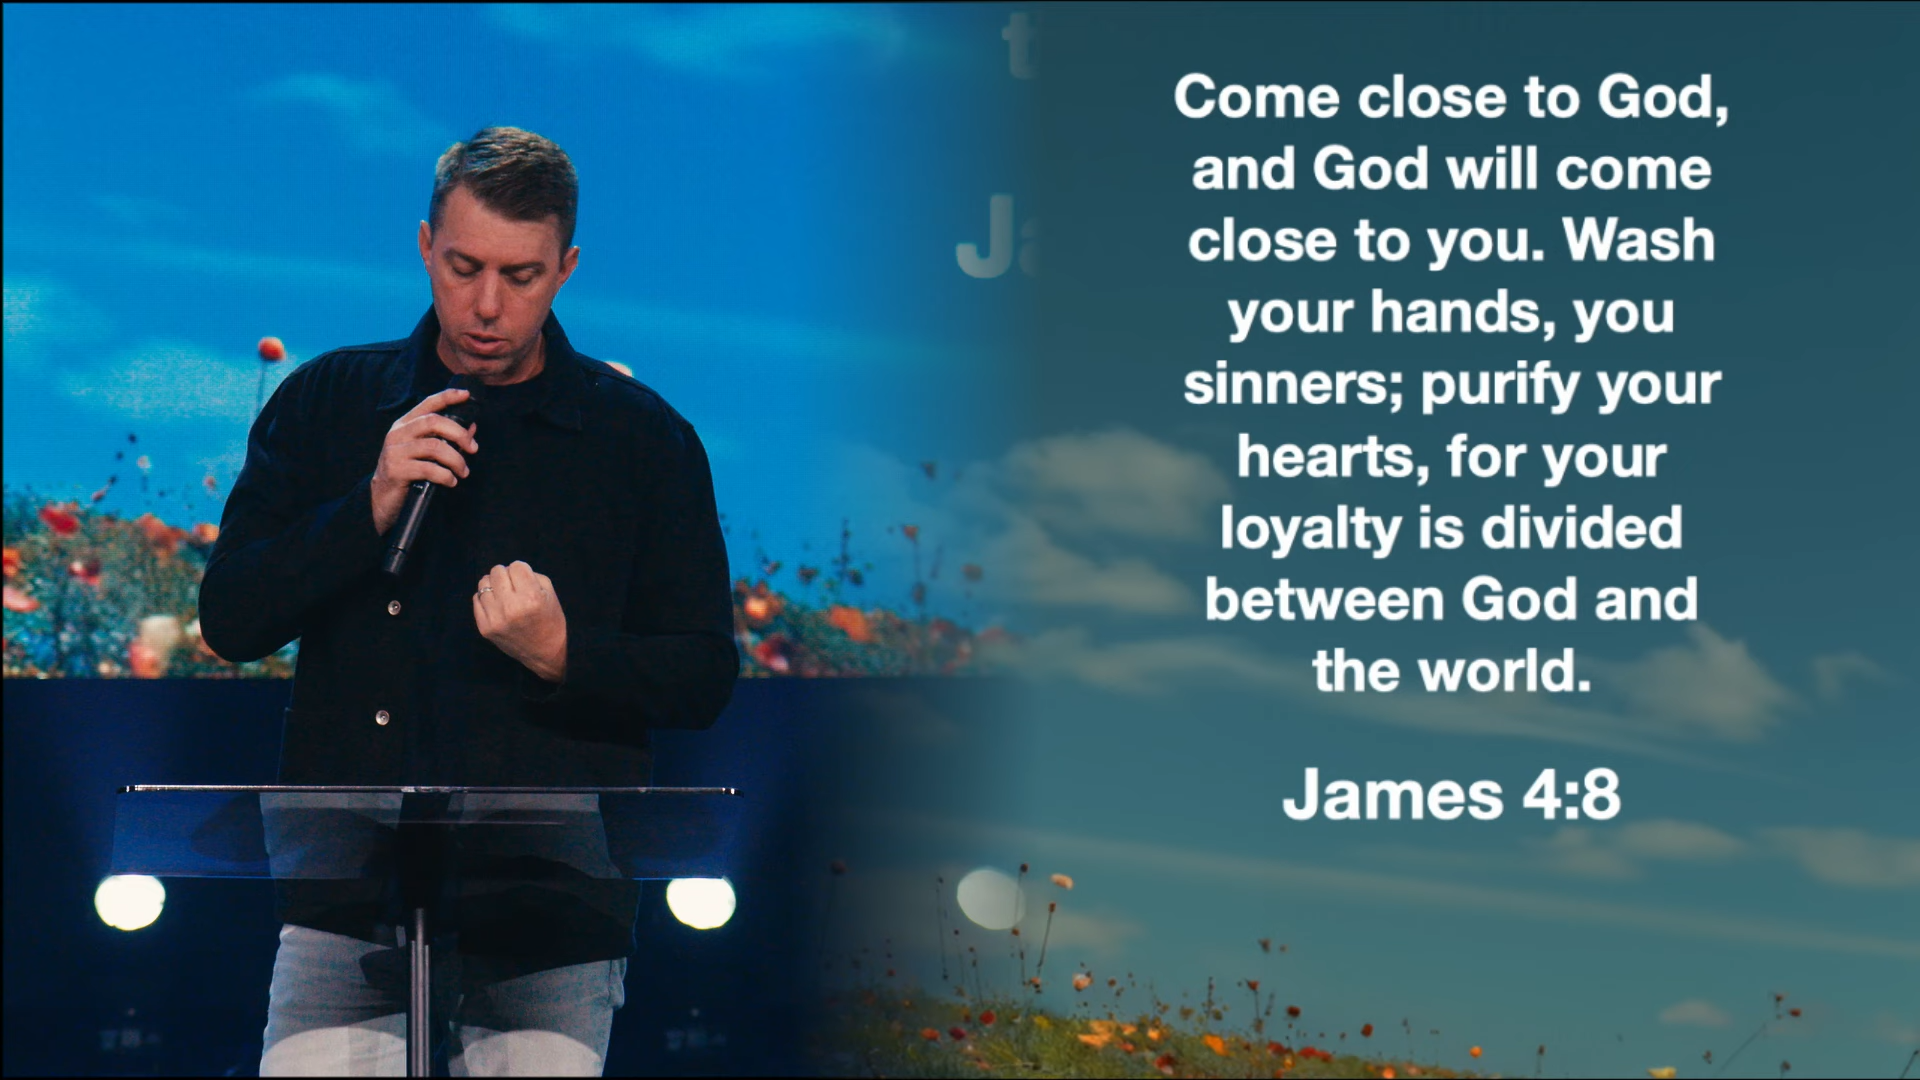 Come close to God,
and God will come
close to you. Wash
your hands, you
sinners; purify your
hearts, for your
loyalty is divided
between God and
the world.
James 4:8